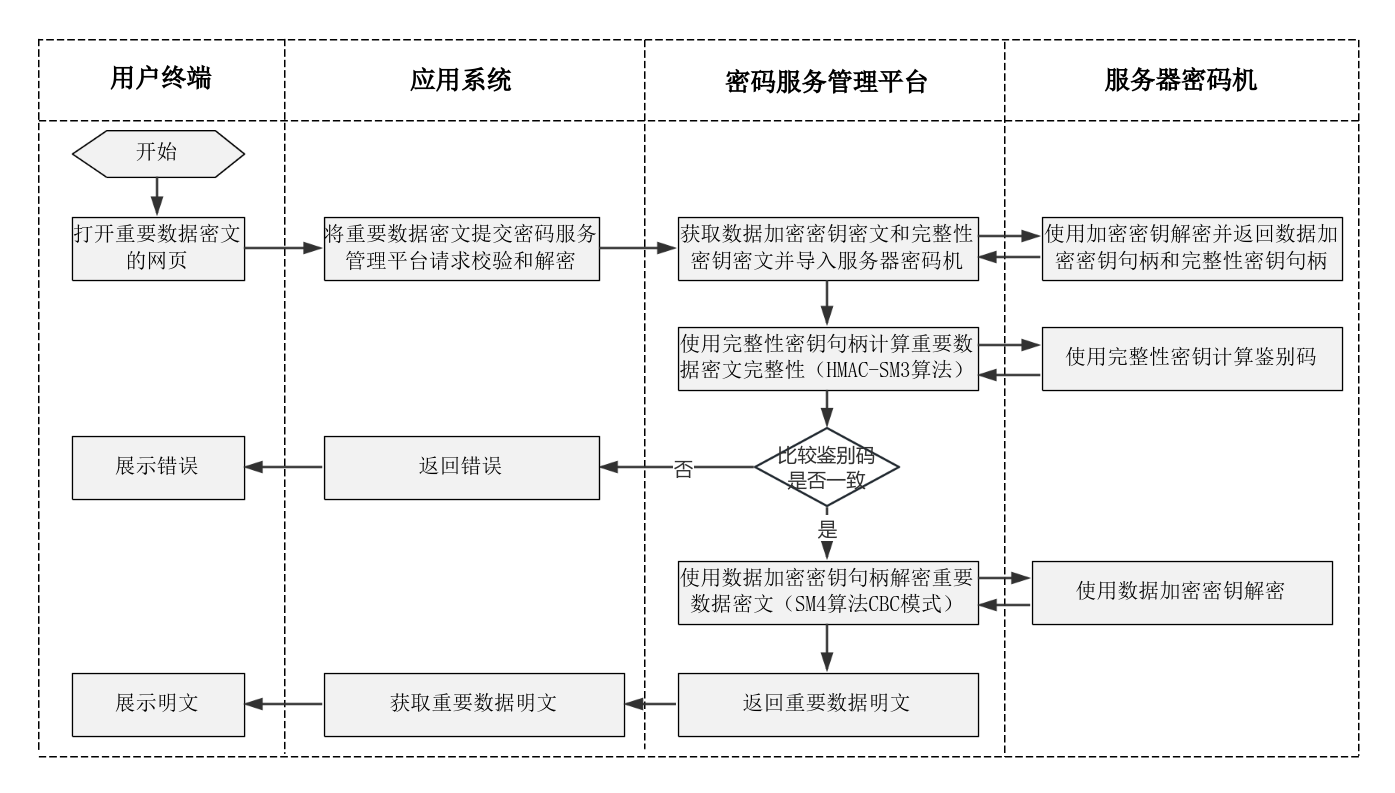 用户终端
应用系统
密码服务管理平台
服务器密码机
开始
打开重要数据密文
的网页
将重要数据密文提交密码服务
管理平台请求校验和解密
获取数据加密密钥密文和完整性
密钥密文并导入服务器密码机
使用加密密钥解密并返回数据加
密密钥句柄和完整性密钥句柄
使用完整性密钥句柄计算重要数
据密文完整性（HMAC-SM3算法）
使用完整性密钥计算鉴别码
展示错误
返回错误
否
比较鉴别码
是否一致
是
使用数据加密密钥句柄解密重要
数据密文（SM4算法CBC模式）
使用数据加密密钥解密
展示明文
获取重要数据明文
返回重要数据明文